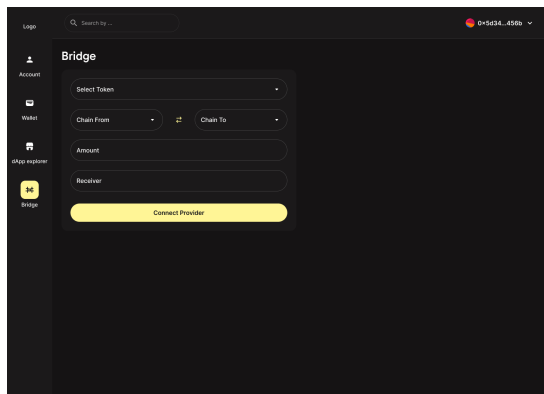 Logo
Search by ...
0×5d34...456b
Account
Wallet
dApp explorer
Bridge
Bridge
Select Token
Chain From
Chain To
Amount
Receiver
Connect Provider